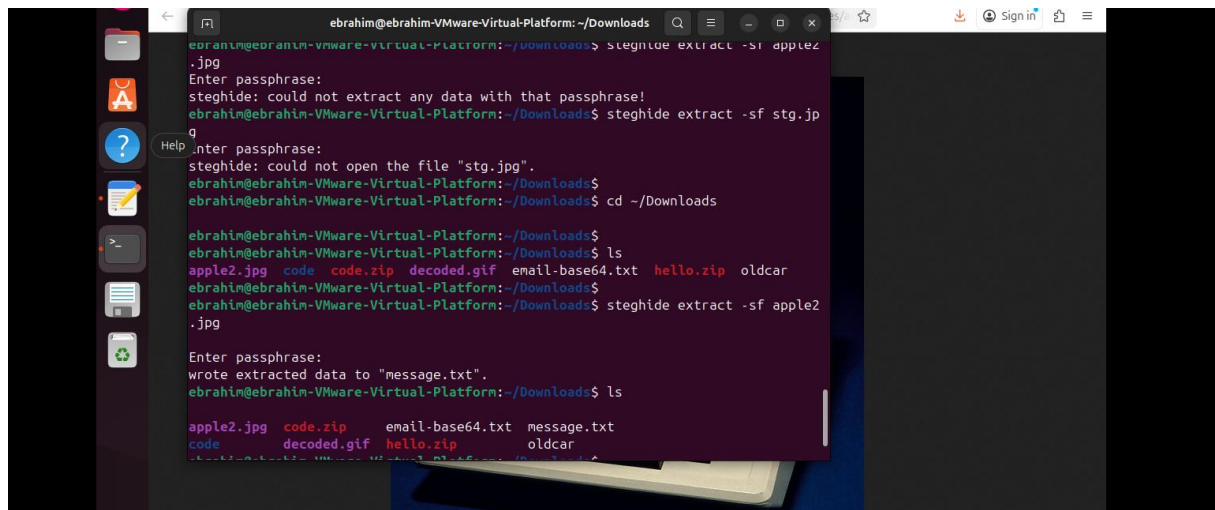 ebrahim@ebrahim-VMware-Virtual-Platform: ~/Downloads
Sign in
ebrahim@ebrahim-VMware-Virtual-Platform:~/Downloads$ steghide extract -sf apple2
.jpg
Enter passphrase:
steghide: could not extract any data with that passphrase!
ebrahim@ebrahim-VMware-Virtual-Platform:~/Downloads$ steghide extract -sf stg.jp
g
Help
nter passphrase:
steghide: could not open the file "stg.jpg".
ebrahim@ebrahim-VMware-Virtual-Platform:~/Downloads$
ebrahim@ebrahim-VMware-Virtual-Platform:~/Downloads$ cd ~/Downloads
ebrahim@ebrahim-VMware-Virtual-Platform:~/Downloads$
ebrahim@ebrahim-VMware-Virtual-Platform:~/Downloads$ ls
apple2.jpg code code.zip decoded.gif email-base64.txt hello.zip oldcar
ebrahim@ebrahim-VMware-Virtual-Platform:~/Downloads$
ebrahim@ebrahim-VMware-Virtual-Platform:~/Downloads$ steghide extract -sf apple2
.jpg
Enter passphrase:
wrote extracted data to "message.txt".
ebrahim@ebrahim-VMware-Virtual-Platform:~/Downloads$ ls
apple2.jpg code.zip email-base64.txt message.txt
code decoded.gif hello.zip oldcar